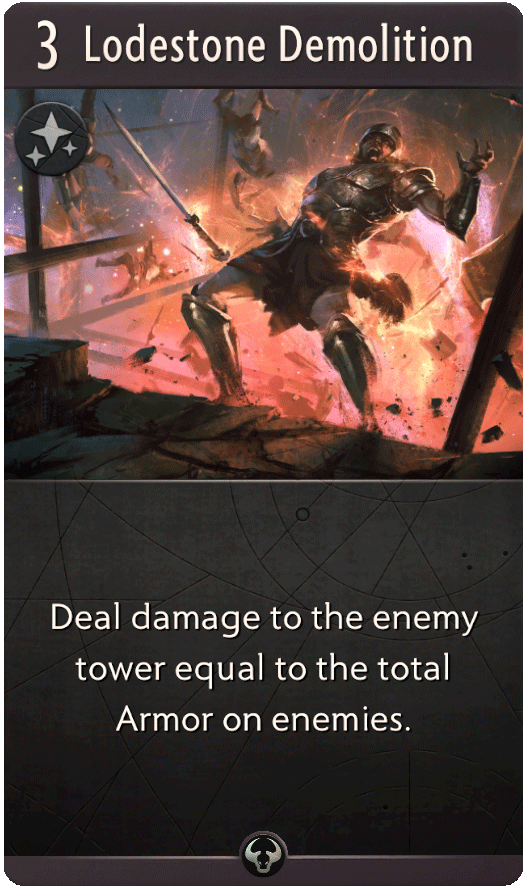 3 Lodestone Demolition
Deal damage to the enemy
tower equal to the total
Armor on enemies.